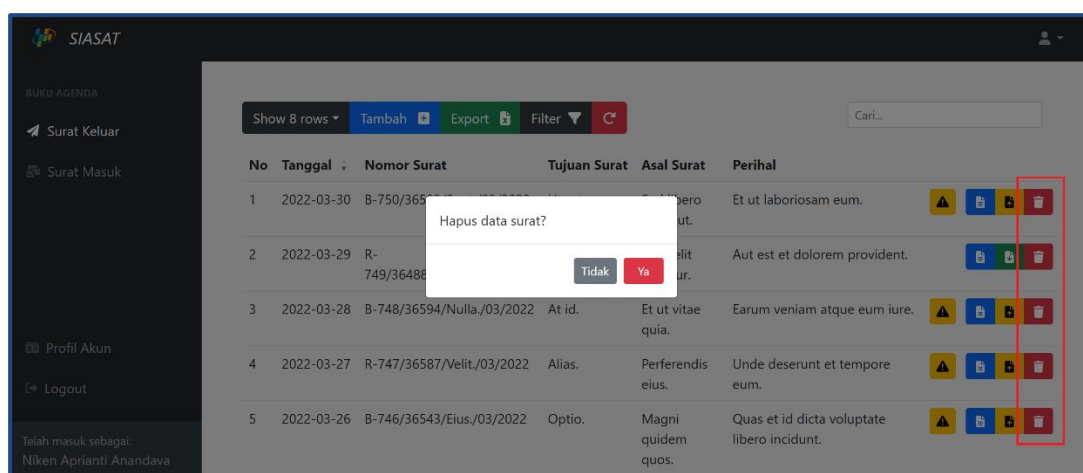 SIASAT
BUKU AGENDA
Surat Keluar
Surat Masuk
Profil Akun
Logout
Telah masuk sebagai:
Niken Aprianti Anandava
Show 8 rows Tambah Export Filter
Cari...
No Tanggal Nomor Surat Tujuan Surat Asal Surat Perihal
1 2022-03-30 Et ut laboriosam eum.
2 2022-03-29 R- Aut est et dolorem provident.
749/36488
3 2022-03-28 B-748/36594/Nulla./03/2022 At id. Et ut vitae Earum veniam atque eum iure.
quia.
4 2022-03-27 R-747/36587/Velit./03/2022 Alias. Perferendis Unde deserunt et tempore
eius. eum.
5 2022-03-26 B-746/36543/Eius./03/2022 Optio. Magni Quas et id dicta voluptate
quidem libero incidunt.
quos.
Hapus data surat?
Tidak Ya